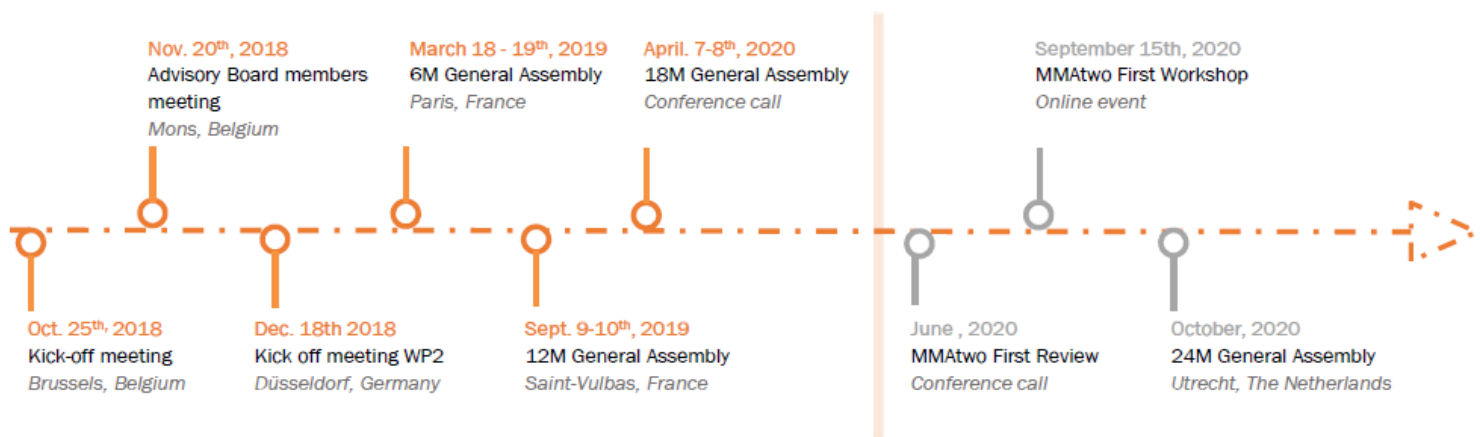 Nov. 20th, 2018
Advisory Board members
meeting
Mons, Belgium
March 18 - 19th, 2019
6M General Assembly
Paris, France
April. 7-8th, 2020
18M General Assembly
Conference call
September 15th, 2020
MMAtwo First Workshop
Online event
Oct. 25th, 2018
Kick-off meeting
Brussels, Belgium
Dec. 18th 2018
Kick off meeting WP2
Düsseldorf, Germany
Sept. 9-10th, 2019
12M General Assembly
Saint-Vulbas, France
June , 2020
MMAtwo First Review
Conference call
October, 2020
24M General Assembly
Utrecht, The Netherlands